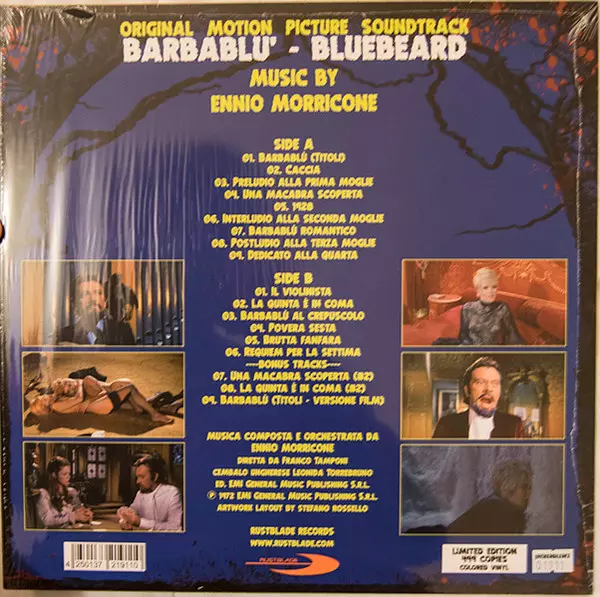 ORIGINAL MOTION PICTURE SOUNDTRACK
BARBABLU' - BLUEBEARD
MUSIC BY
ENNIO MORRICONE
SIDE A
01. BARBABLÙ (TITOLI)
02. CACCIA
03. PRELUDIO ALLA PRIMA MOGLIE
04. UNA MACABRA SCOPERTA
05. 1928
06. INTERLUDIO ALLA SECONDA MOGLIE
07. BARBABLÙ ROMANTICO
08. POSTLUDIO ALLA TERZA MOGLIE
09. DEDICATO ALLA QUARTA
SIDE B
01. IL VIOLINISTA
02. LA QUINTA È IN COMA
03. BARBABLÙ AL CREPUSCOLO
04. POVERA SESTA
05. BRUTTA FANFARA
06. REQUIEM PER LA SETTIMA
----BONUS TRACKS----
07. UNA MACABRA SCOPERTA (#2)
08. LA QUINTA È IN COMA (#2)
09. BARBABLÙ (TITOLI - VERSIONE FILM)
MUSICA COMPOSTA E ORCHESTRATA DA
ENNIO MORRICONE
DIRETTA DA FRANCO TAMPONI
CEMBALO UNGHERESE LEONIDA TORREBRUNO
ED. EMI GENERAL MUSIC PUBLISHING S.R.L.
℗ 1972 EMI GENERAL MUSIC PUBLISHING S.R.L.
ARTWORK LAYOUT BY STEFANO ROSSELLO
RUSTBLADE RECORDS
WWW.RUSTBLADE.COM
RUSTBLADE
4 260137 219110
LIMITED EDITION
499 COPIES
COLORED VINYL